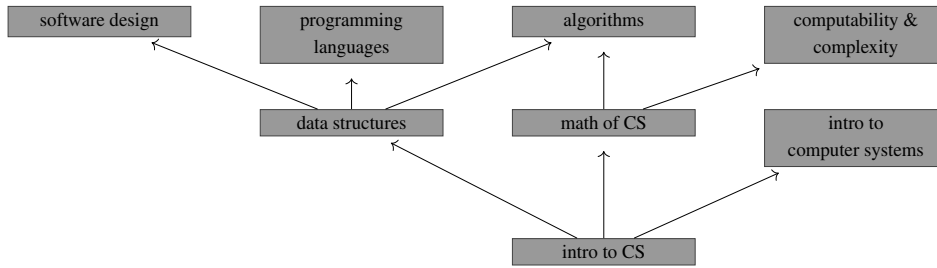 software design
programming
languages
algorithms
computability &
complexity
data structures
math of CS
intro to
computer systems
intro to CS